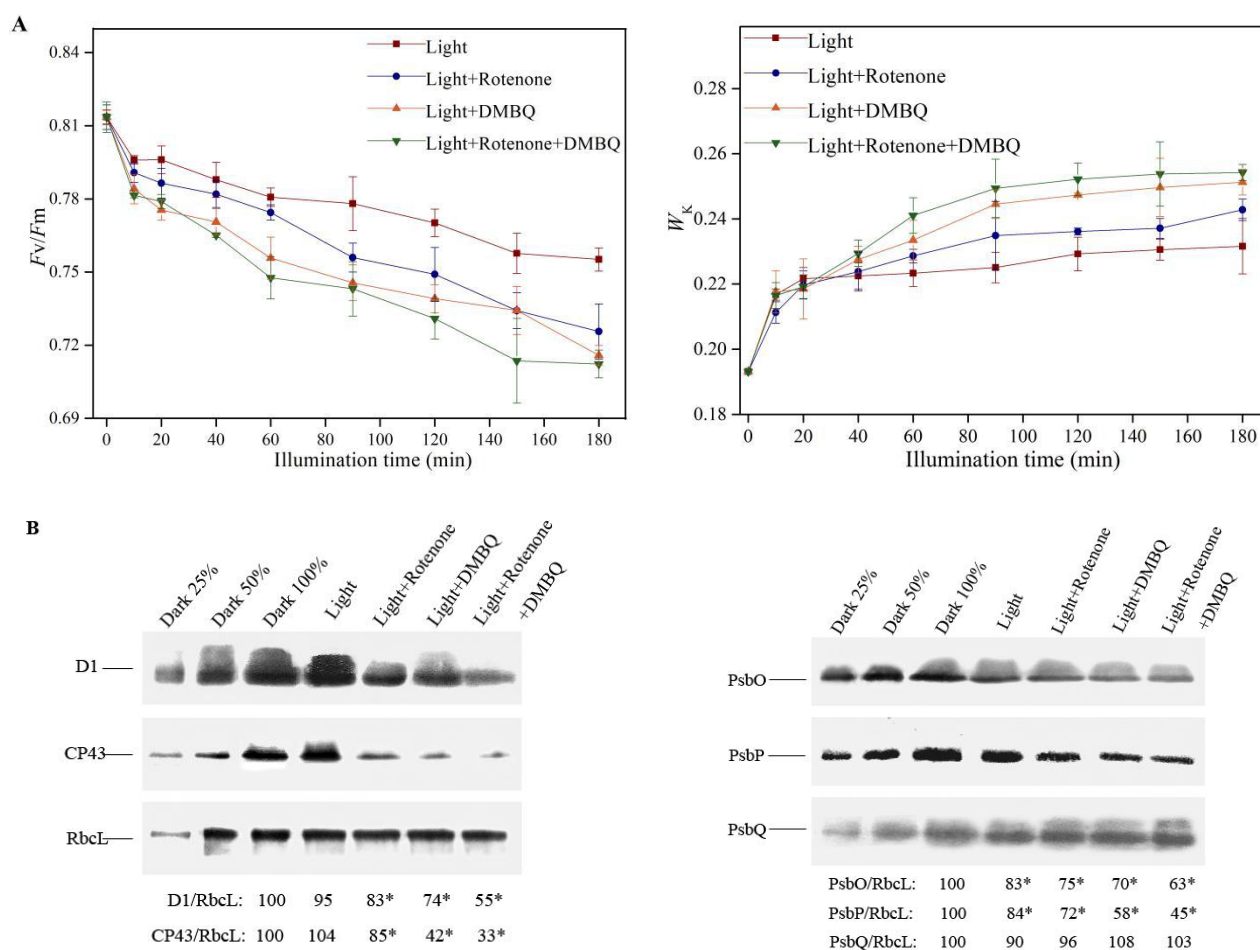 A
Fv/Fm
0.84
0.81
0.78
0.75
0.72
0.69
Light
Light+Rotenone
Light+DMBQ
Light+Rotenone+DMBQ
0 20 40 60 80 100 120 140 160 180
Illumination time (min)
WK
0.28
0.26
0.24
0.22
0.20
0.18
Light
Light+Rotenone
Light+DMBQ
Light+Rotenone+DMBQ
0 20 40 60 80 100 120 140 160 180
Illumination time (min)
B
Dark 25%
Dark 50%
Dark 100%
Light
Light+Rotenone
Light+DMBQ
Light+Rotenone
+DMBQ
D1
CP43
RbcL
D1/RbcL: 100 95 83* 74* 55*
CP43/RbcL: 100 104 85* 42* 33*
Dark 25%
Dark 50%
Dark 100%
Light
Light+Rotenone
Light+DMBQ
Light+Rotenone
+DMBQ
PsbO
PsbP
PsbQ
PsbO/RbcL: 100 83* 75* 70* 63*
PsbP/RbcL: 100 84* 72* 58* 45*
PsbQ/RbcL: 100 90 96 108 103